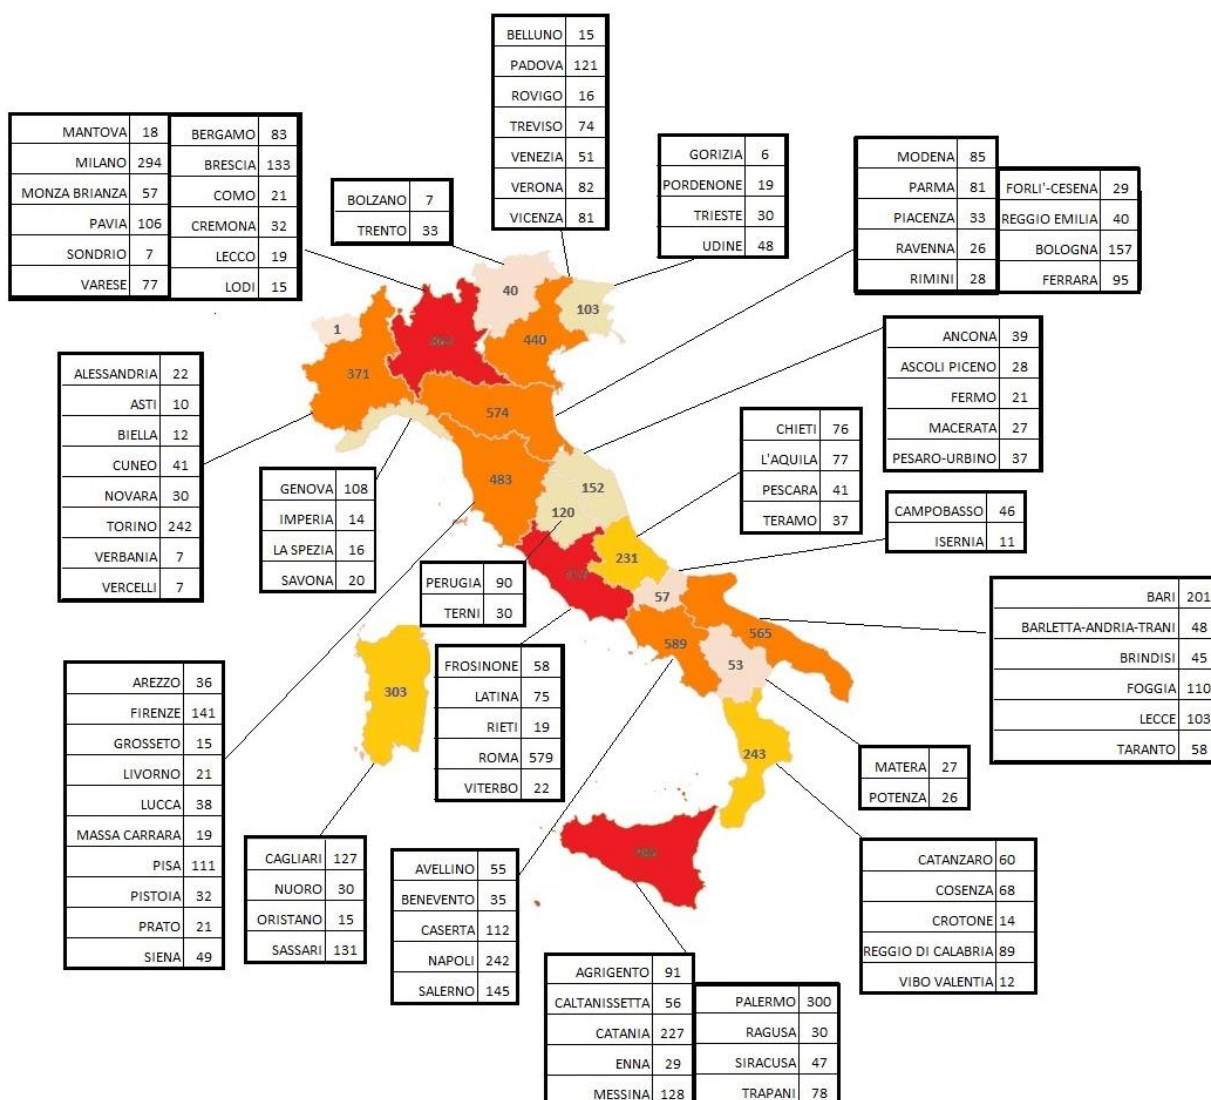 BELLUNO 15
PADOVA 121
ROVIGO 16
TREVISO 74
VENEZIA 51
VERONA 82
VICENZA 81
MANTOVA 18
MILANO 294
MONZA BRIANZA 57
PAVIA 106
SONDRIO 7
VARESE 77
BERGAMO 83
BRESCIA 133
COMO 21
CREMONA 32
LECCO 19
LODI 15
BOLZANO 7
TRENTO 33
GORIZIA 6
PORDENONE 19
TRIESTE 30
UDINE 48
MODENA 85
PARMA 81
PIACENZA 33
RAVENNA 26
RIMINI 28
FORLI'-CESENA 29
REGGIO EMILIA 40
BOLOGNA 157
FERRARA 95
40
103
1
440
371
574
483
152
120
231
57
565
589
53
303
243
ANCONA 39
ASCOLI PICENO 28
FERMO 21
MACERATA 27
PESARO-URBINO 37
ALESSANDRIA 22
ASTI 10
BIELLA 12
CUNEO 41
NOVARA 30
TORINO 242
VERBANIA 7
VERCELLI 7
GENOVA 108
IMPERIA 14
LA SPEZIA 16
SAVONA 20
CHIETI 76
L'AQUILA 77
PESCARA 41
TERAMO 37
CAMPOBASSO 46
ISERNIA 11
PERUGIA 90
TERNI 30
BARI 201
BARLETTA-ANDRIA-TRANI 48
BRINDISI 45
FOGGIA 110
LECCE 103
TARANTO 58
FROSINONE 58
LATINA 75
RIETI 19
ROMA 579
VITERBO 22
AREZZO 36
FIRENZE 141
GROSSETO 15
LIVORNO 21
LUCCA 38
MASSA CARRARA 19
PISA 111
PISTOIA 32
PRATO 21
SIENA 49
MATERA 27
POTENZA 26
CAGLIARI 127
NUORO 30
ORISTANO 15
SASSARI 131
AVELLINO 55
BENEVENTO 35
CASERTA 112
NAPOLI 242
SALERNO 145
CATANZARO 60
COSENZA 68
CROTONE 14
REGGIO DI CALABRIA 89
VIBO VALENTIA 12
AGRIGENTO 91
CALTANISSETTA 56
CATANIA 227
ENNA 29
MESSINA 128
PALERMO 300
RAGUSA 30
SIRACUSA 47
TRAPANI 78